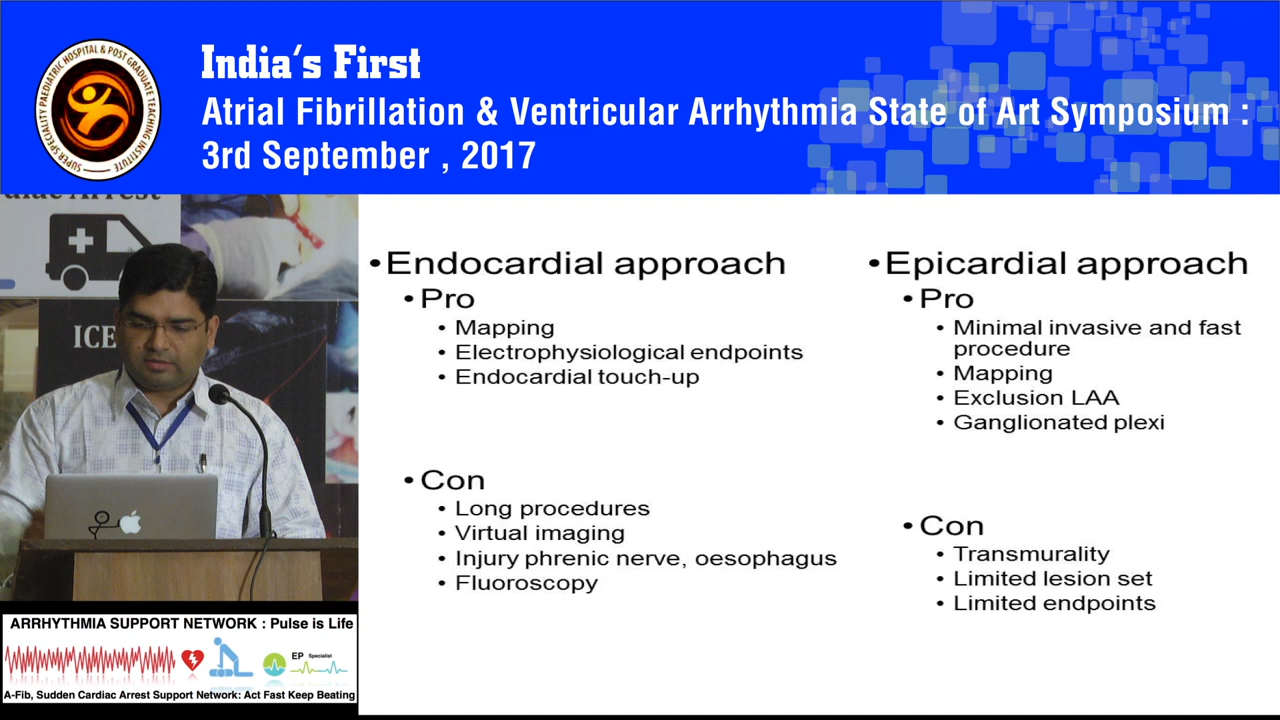 India's First
Atrial Fibrillation & Ventricular Arrhythmia State of Art Symposium :
3rd September , 2017
SUPER SPECIALITY PAEDIATRIC HOSPITAL & POST GRADUATE TEACHING INSTITUTE
Arrest
ICE
• Endocardial approach
• Pro
• Mapping
• Electrophysiological endpoints
• Endocardial touch-up
• Con
• Long procedures
• Virtual imaging
• Injury phrenic nerve, oesophagus
• Fluoroscopy
• Epicardial approach
• Pro
• Minimal invasive and fast
procedure
• Mapping
• Exclusion LAA
• Ganglionated plexi
• Con
• Transmurality
• Limited lesion set
• Limited endpoints
ARRHYTHMIA SUPPORT NETWORK : Pulse is Life
EP Specialist
A-Fib, Sudden Cardiac Arrest Support Network: Act Fast Keep Beating